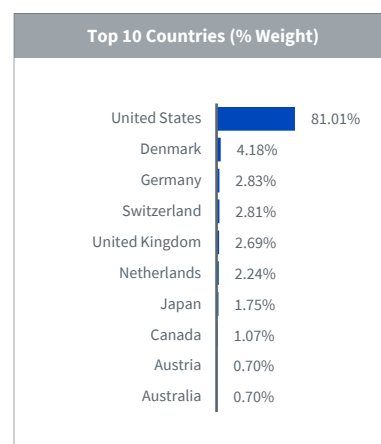 Top 10 Countries (% Weight)
United States 81.01%
Denmark 4.18%
Germany 2.83%
Switzerland 2.81%
United Kingdom 2.69%
Netherlands 2.24%
Japan 1.75%
Canada 1.07%
Austria 0.70%
Australia 0.70%